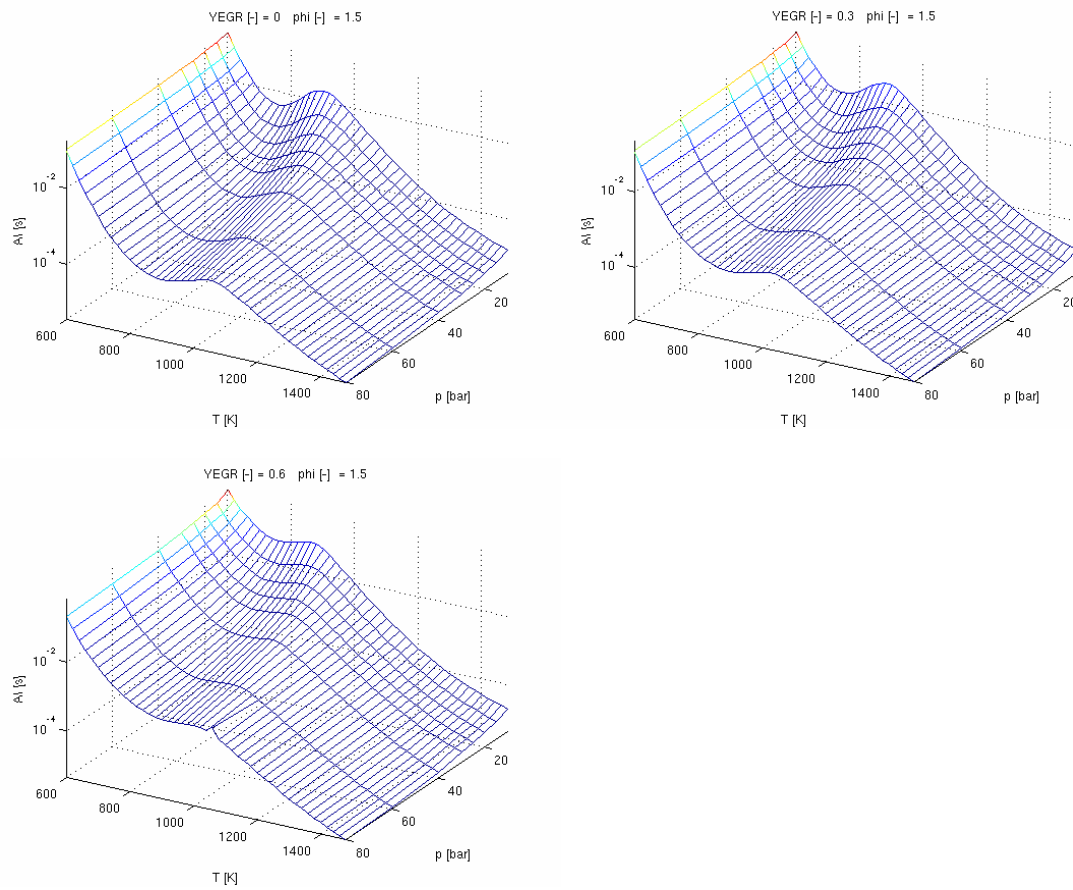 YEGR [-] = 0 phi [-] = 1.5
10^-2
10^-4
AI [s]
600
800
1000
1200
1400
T [K]
20
40
60
80
p [bar]
YEGR [-] = 0.3 phi [-] = 1.5
10^-2
10^-4
AI [s]
600
800
1000
1200
1400
T [K]
20
40
60
80
p [bar]
YEGR [-] = 0.6 phi [-] = 1.5
10^-2
10^-4
AI [s]
600
800
1000
1200
1400
T [K]
20
40
60
80
p [bar]